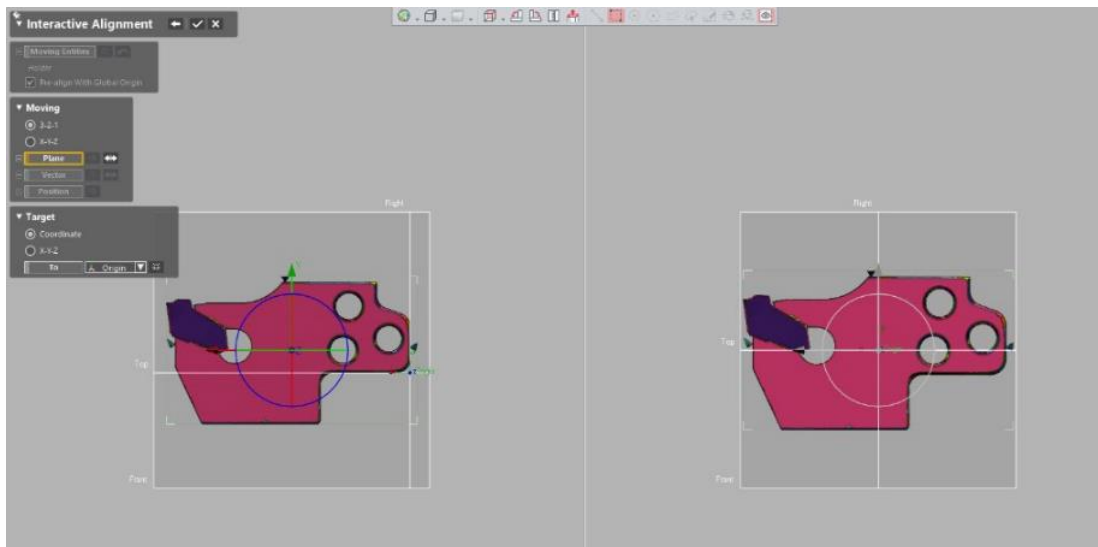 Interactive Alignment
Moving Entities
Pre-align With Global Origin
Moving
3-2-1
X-Y-Z
Plane
Vector
Position
Target
Coordinate
X-Y-Z
To Origin
Right
Top
Front
Right
Top
Front